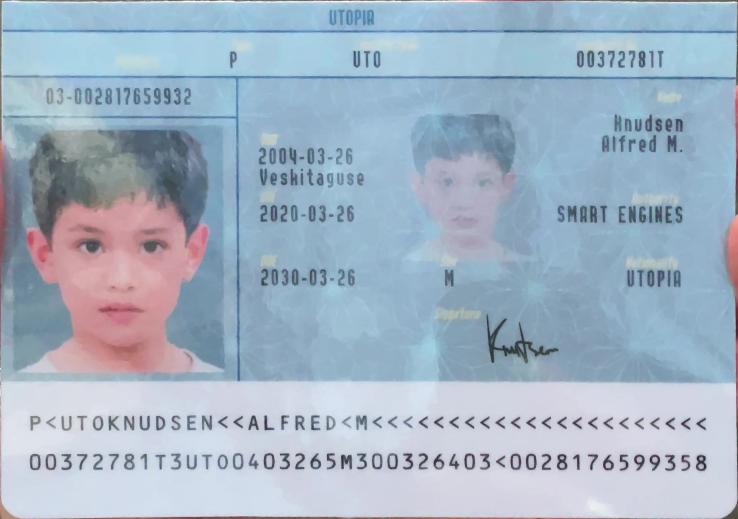 UTOPIA
P UTO 00372781T
03-002817659932
Knudsen
Alfred M.
2004-03-26
Veskitaguse
2020-03-26
SMART ENGINES
2030-03-26 M UTOPIA
Signature
P<UTOKNUDSEN<<ALFRED<M<<<<<<<<<<<<<<<<<<<<<<
00372781T3UTO0403265M300326403<0028176599358